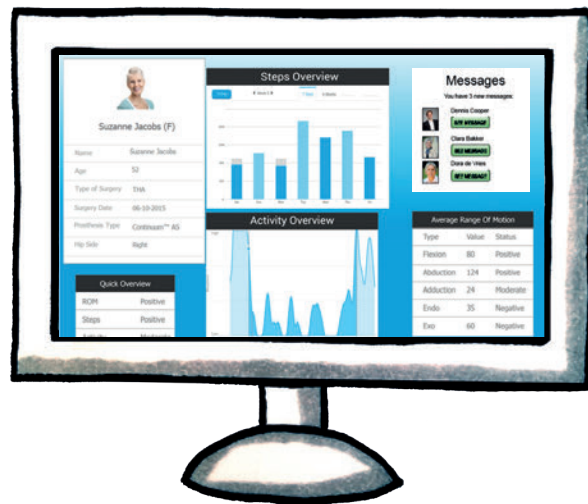 Suzanne Jacobs (F)
Name Suzanne Jacobs
Age 52
Type of Surgery THA
Surgery Date 06-10-2015
Prosthesis Type Continuum™ AS
Hip Side Right
Quick Overview
ROM Positive
Steps Positive
Steps Overview
Activity Overview
Messages
You have 3 new messages:
Dennis Cooper
Clara Bakker
Dora de Vries
Average Range Of Motion
Type Value Status
Flexion 80 Positive
Abduction 124 Positive
Adduction 24 Moderate
Endo 35 Negative
Exo 60 Negative